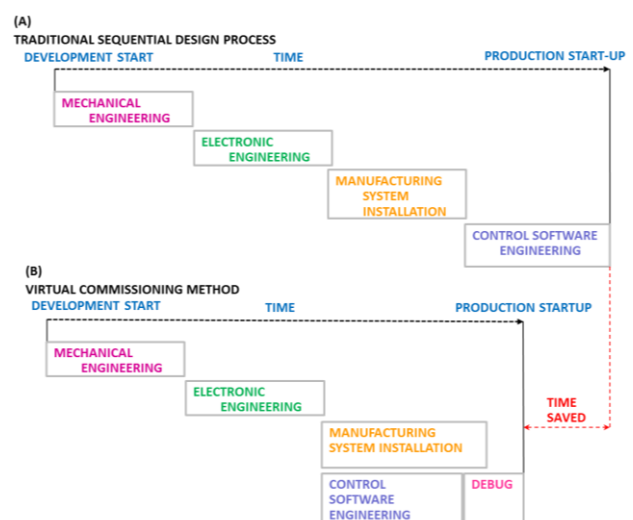 (A)
TRADITIONAL SEQUENTIAL DESIGN PROCESS
DEVELOPMENT START TIME PRODUCTION START-UP
MECHANICAL
ENGINEERING
ELECTRONIC
ENGINEERING
MANUFACTURING
SYSTEM
INSTALLATION
CONTROL SOFTWARE
ENGINEERING
(B)
VIRTUAL COMMISSIONING METHOD
DEVELOPMENT START TIME PRODUCTION STARTUP
MECHANICAL
ENGINEERING
ELECTRONIC
ENGINEERING
TIME
SAVED
MANUFACTURING
SYSTEM INSTALLATION
CONTROL
SOFTWARE
ENGINEERING
DEBUG